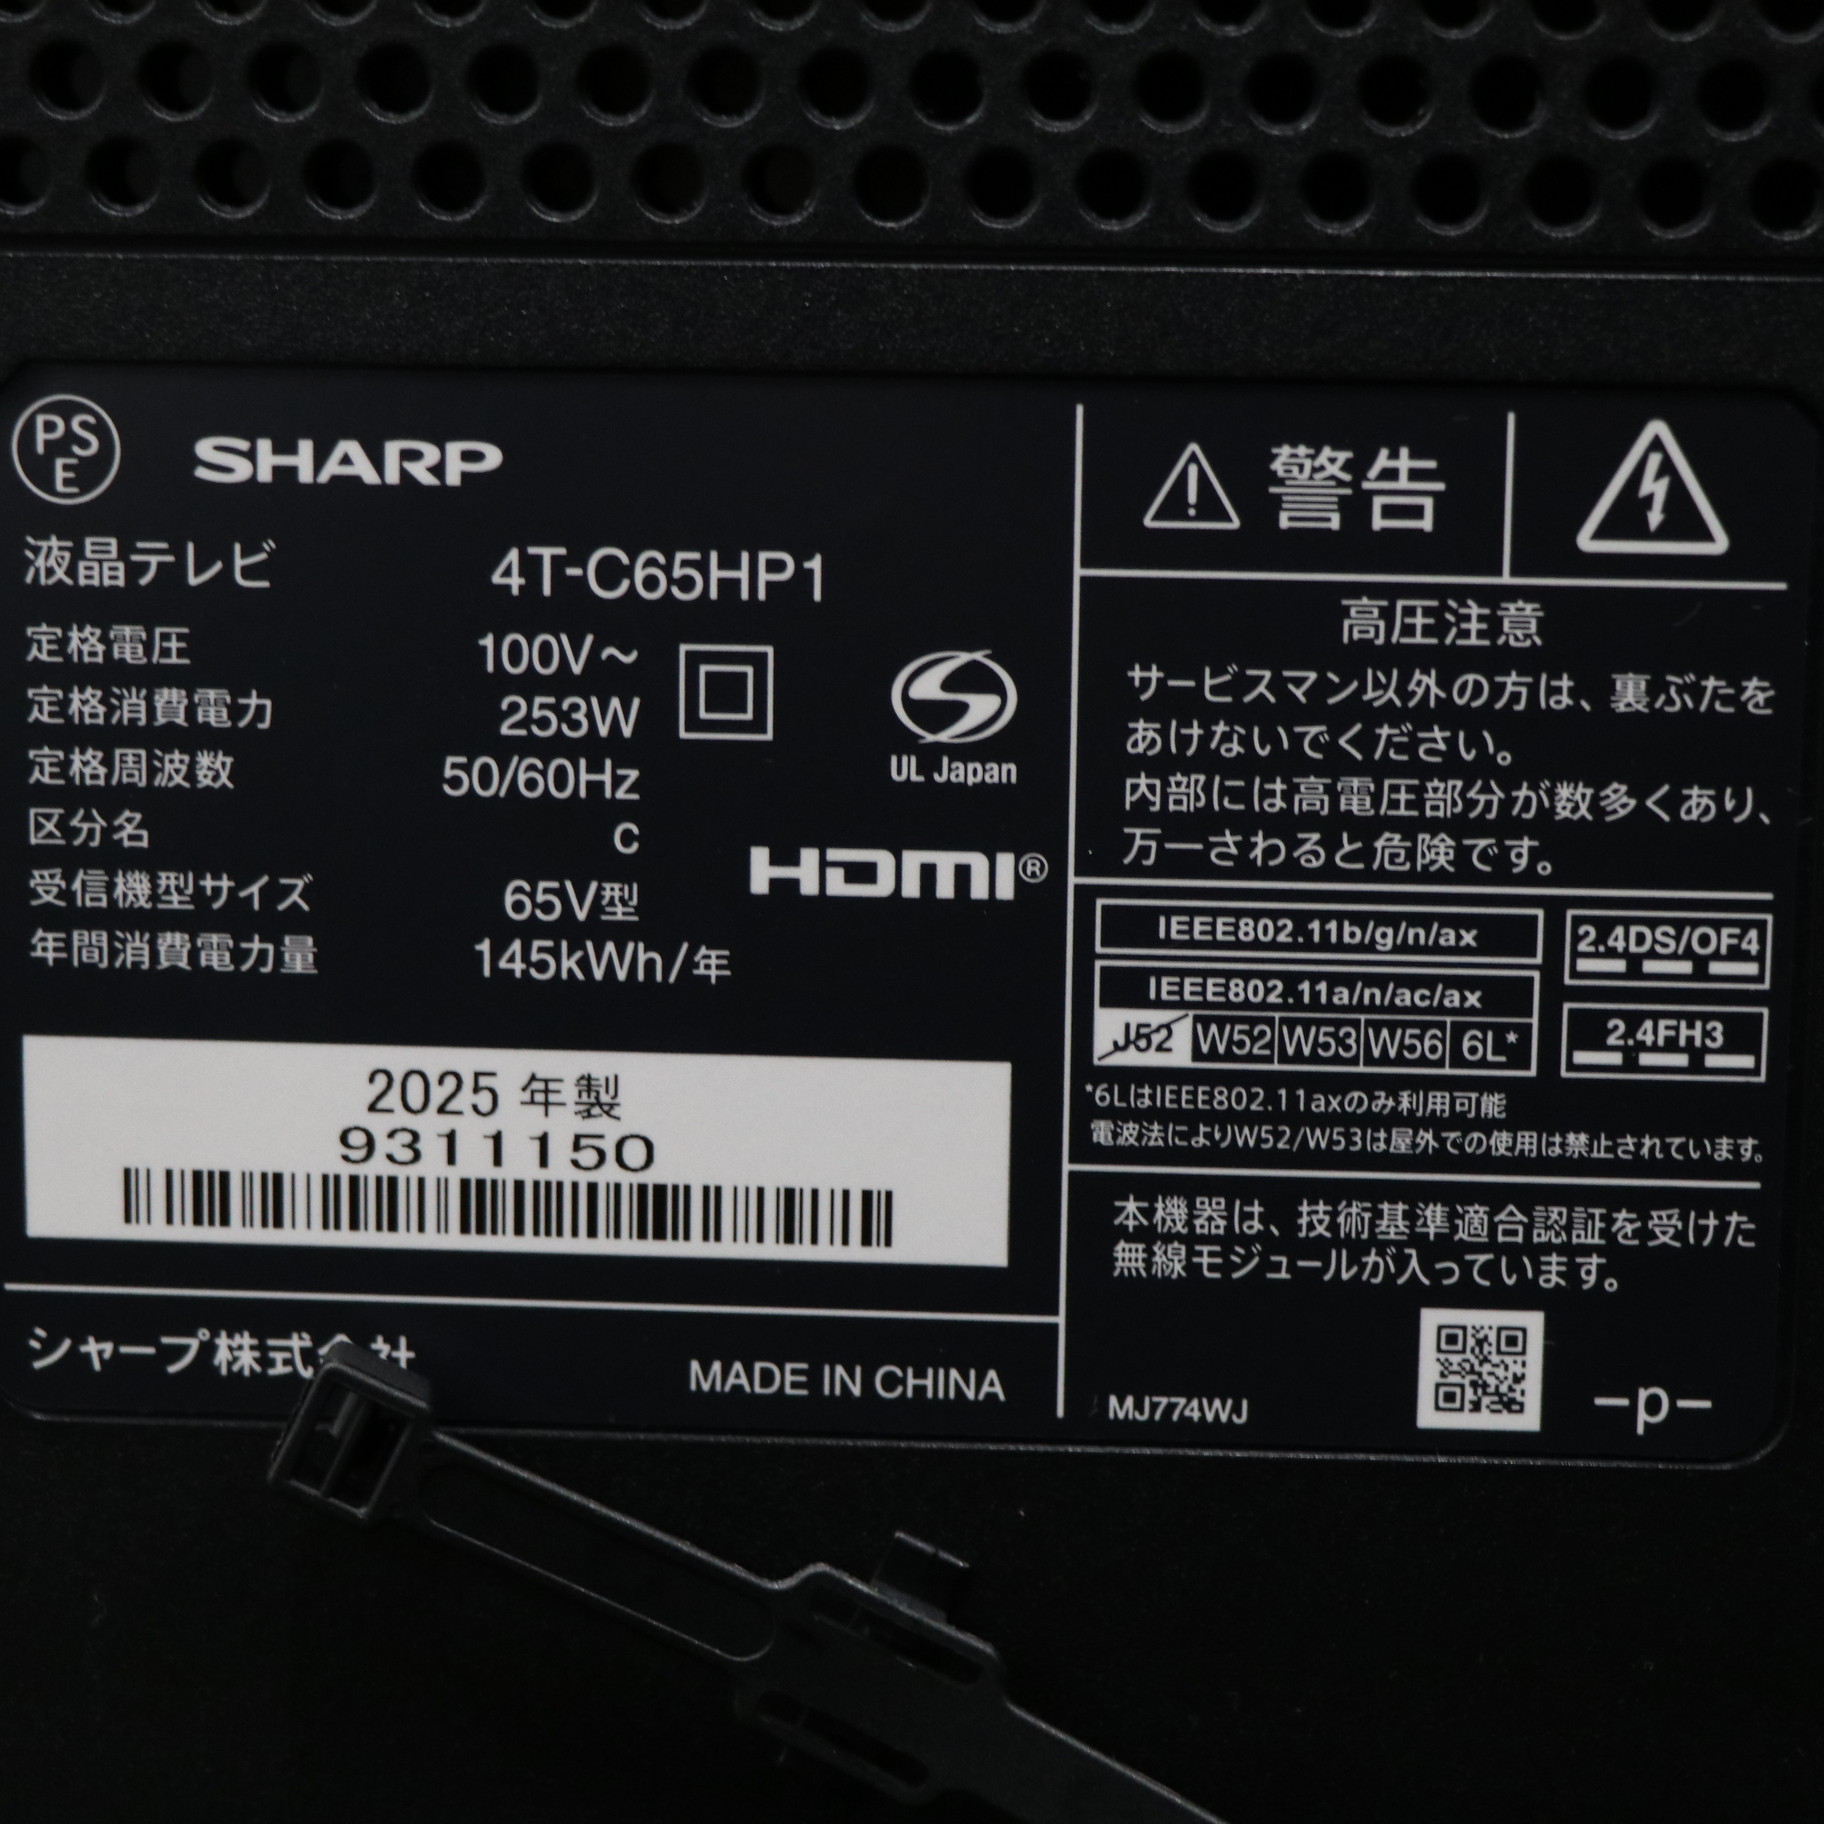 PS
E
SHARP
液晶テレビ 4T-C65HP1
定格電圧 100V～
定格消費電力 253W
定格周波数 50/60Hz
区分名 C
受信機型サイズ 65V型
年間消費電力量 145kWh/年
UL Japan
HDMI®
2025 年製
9311150
シャープ株式会社
MADE IN CHINA
警告
高圧注意
サービスマン以外の方は、裏ぶたを
あけないでください。
内部には高電圧部分が数多くあり、
万一さわると危険です。
IEEE802.11b/g/n/ax
IEEE802.11a/n/ac/ax
J52 W52 W53 W56 6L*
2.4DS/OF4
2.4FH3
*6LはIEEE802.11axのみ利用可能
電波法によりW52/W53は屋外での使用は禁止されています。
本機器は、技術基準適合認証を受けた
無線モジュールが入っています。
MJ774WJ
-p-